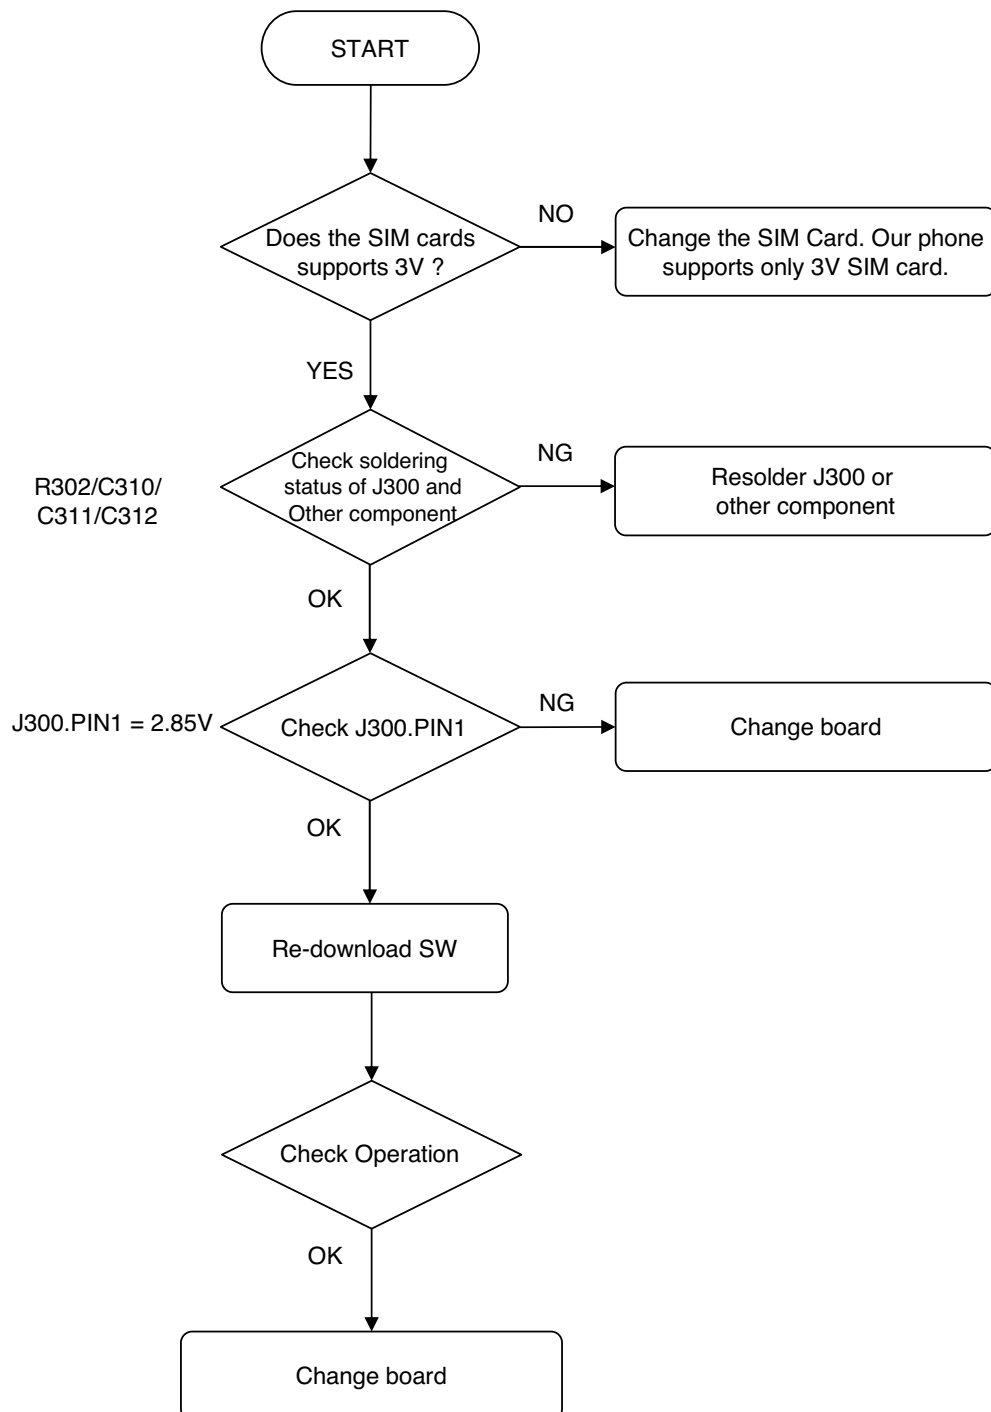 START
Does the SIM cards
supports 3V ?
NO
Change the SIM Card. Our phone
supports only 3V SIM card.
YES
R302/C310/
C311/C312
Check soldering
status of J300 and
Other component
NG
Resolder J300 or
other component
OK
J300.PIN1 = 2.85V
Check J300.PIN1
NG
Change board
OK
Re-download SW
Check Operation
OK
Change board